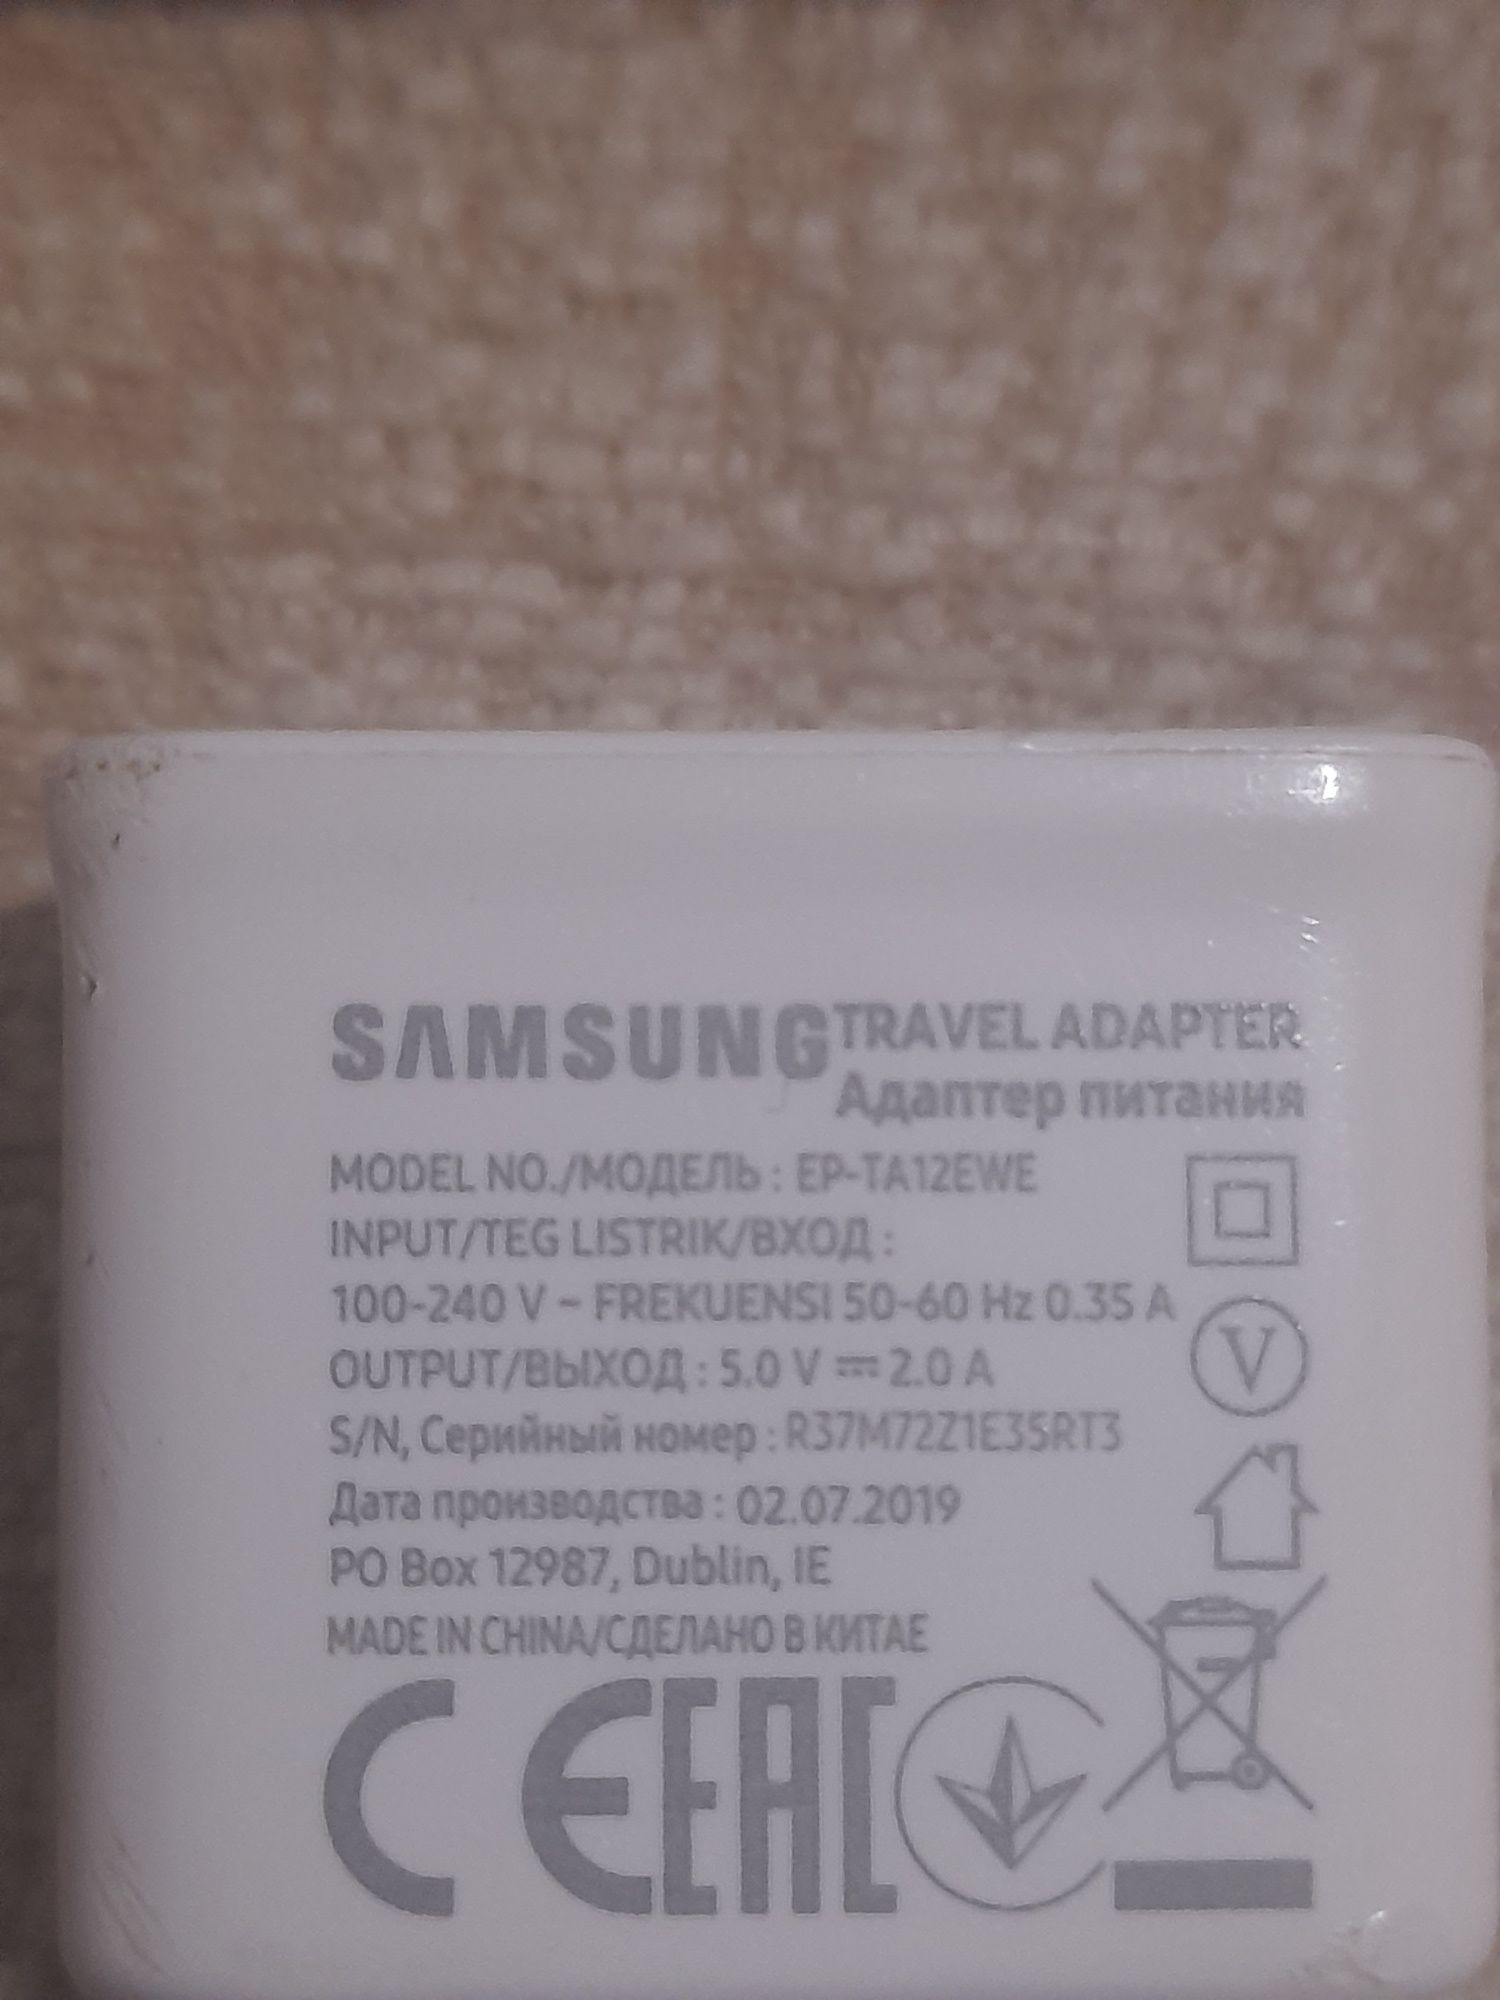 SAMSUNG TRAVEL ADAPTER
Адаптер питания
MODEL NO./МОДЕЛЬ : EP-TA12EWE
INPUT/TEG LISTRIK/ВХОД :
100-240 V ~ FREKUENSI 50-60 Hz 0.35 A
OUTPUT/ВЫХОД : 5.0 V ⎓ 2.0 A
S/N, Серийный номер : R37M72Z1E35RT3
Дата производства : 02.07.2019
PO Box 12987, Dublin, IE
MADE IN CHINA/СДЕЛАНО В КИТАЕ
V
CE EAC